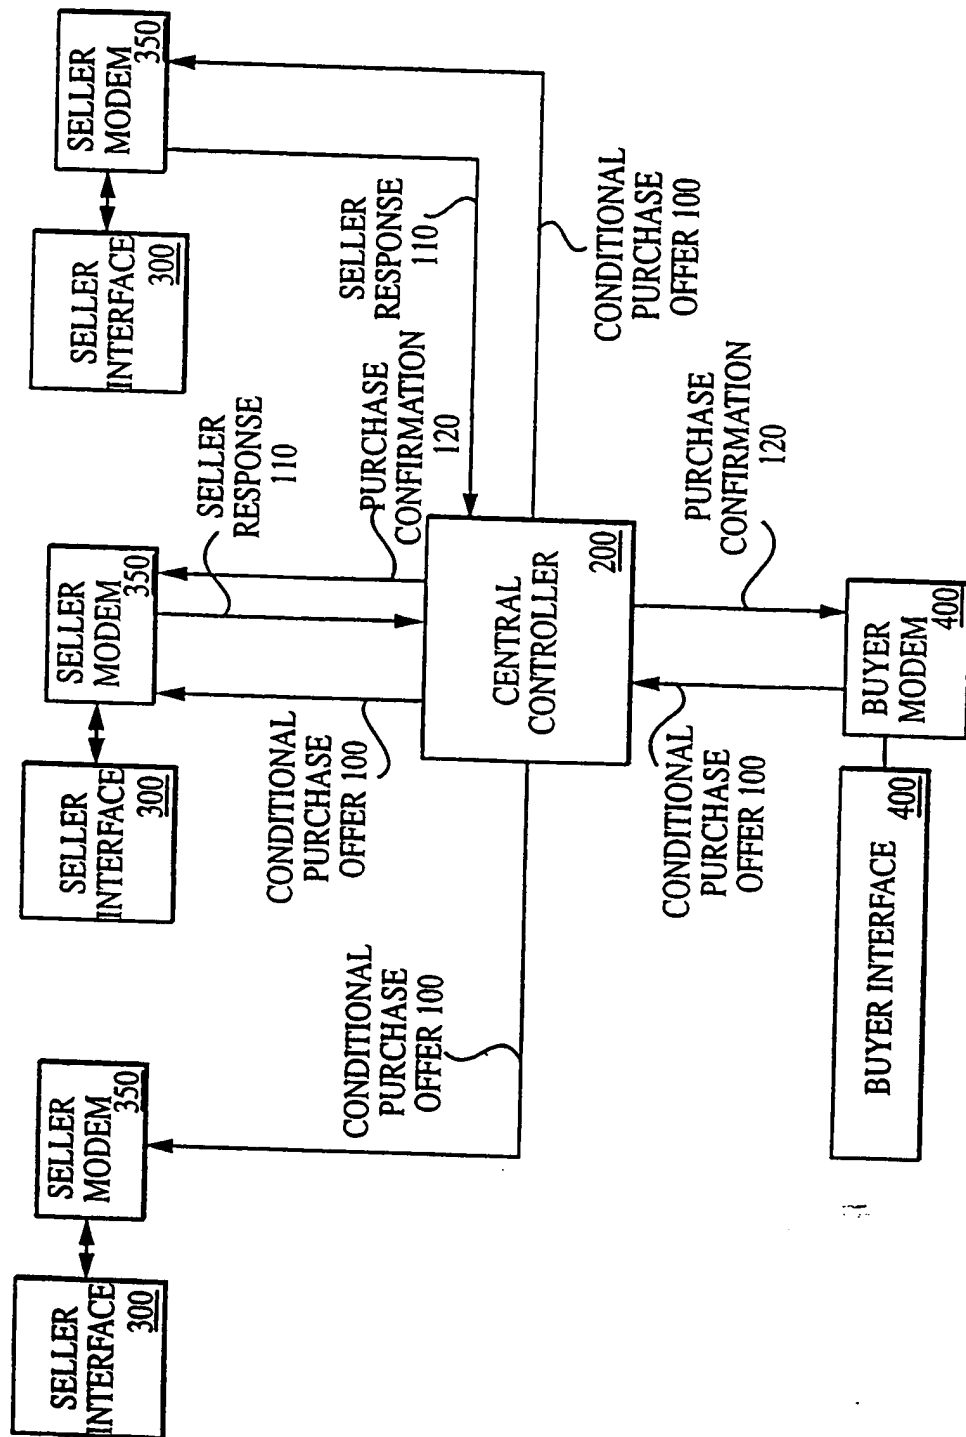 SELLER
INTERFACE
300
SELLER
MODEM
350
SELLER
INTERFACE
300
SELLER
MODEM
350
SELLER
INTERFACE
300
SELLER
MODEM
350
SELLER
RESPONSE
110
CONDITIONAL
PURCHASE
OFFER 100
CONDITIONAL
PURCHASE
OFFER 100
PURCHASE
CONFIRMATION
120
SELLER
RESPONSE
110
CENTRAL
CONTROLLER
200
CONDITIONAL
PURCHASE
OFFER 100
CONDITIONAL
PURCHASE
OFFER 100
PURCHASE
CONFIRMATION
120
BUYER INTERFACE
400
BUYER
MODEM
400